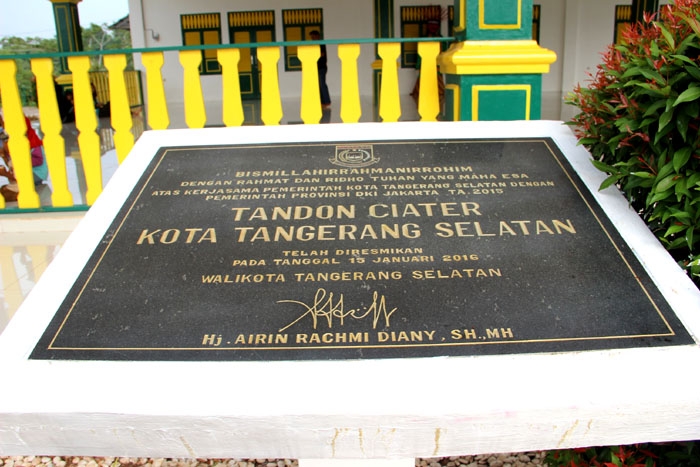 BISMILLAHIRRAHMANIRROHIM
DENGAN RAHMAT DAN RIDHO TUHAN YANG MAHA ESA
ATAS KERJASAMA PEMERINTAH KOTA TANGERANG SELATAN DENGAN
PEMERINTAH PROVINSI DKI JAKARTA TA.2015
TANDON CIATER
KOTA TANGERANG SELATAN
TELAH DIRESMIKAN
PADA TANGGAL 15 JANUARI 2016
WALIKOTA TANGERANG SELATAN
Hj. AIRIN RACHMI DIANY, SH.,MH